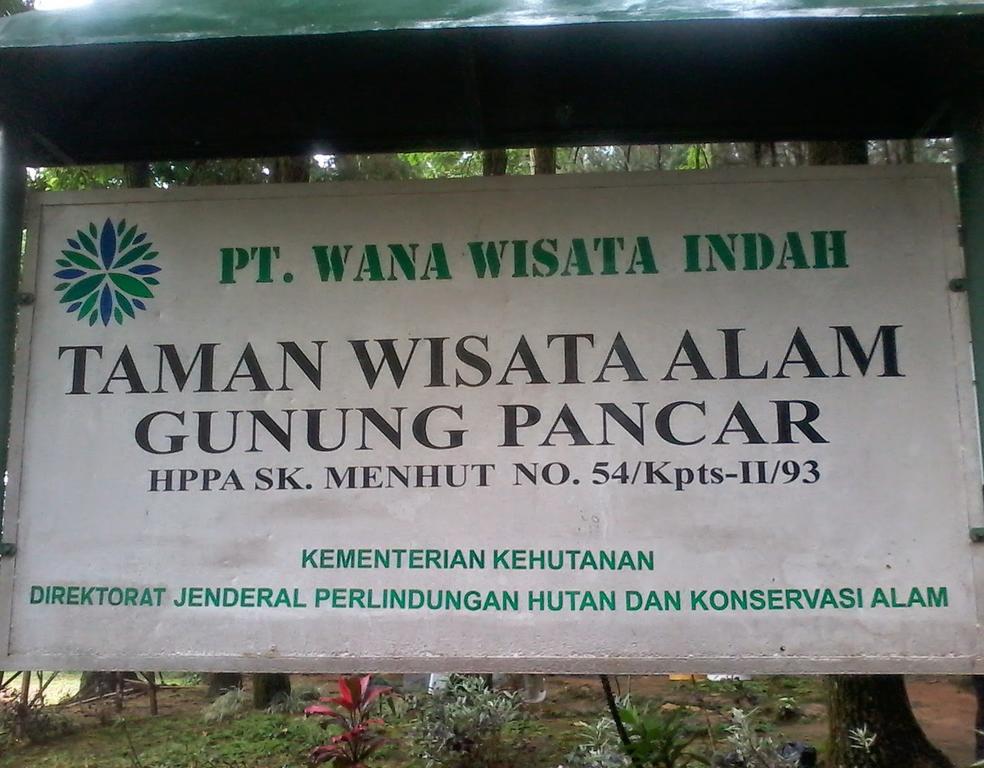 PT. WANA WISATA INDAH
TAMAN WISATA ALAM
GUNUNG PANCAR
HPPA SK. MENHUT NO. 54/Kpts-II/93
KEMENTERIAN KEHUTANAN
DIREKTORAT JENDERAL PERLINDUNGAN HUTAN DAN KONSERVASI ALAM